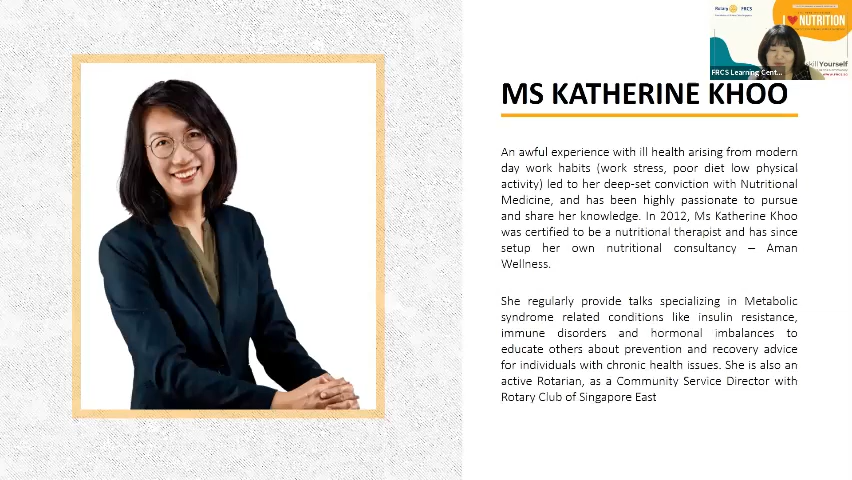 Rotary
FRCS
I NUTRITION
skillYourself
FRCS Learning Cent...
MS KATHERINE KHOO
An awful experience with ill health arising from modern
day work habits (work stress, poor diet low physical
activity) led to her deep-set conviction with Nutritional
Medicine, and has been highly passionate to pursue
and share her knowledge. In 2012, Ms Katherine Khoo
was certified to be a nutritional therapist and has since
setup her own nutritional consultancy – Aman
Wellness.
She regularly provide talks specializing in Metabolic
syndrome related conditions like insulin resistance,
immune disorders and hormonal imbalances to
educate others about prevention and recovery advice
for individuals with chronic health issues. She is also an
active Rotarian, as a Community Service Director with
Rotary Club of Singapore East